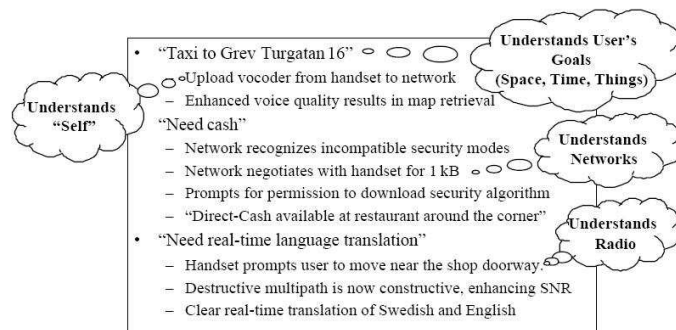 • “Taxi to Grev Turgatan 16”
– Upload vocoder from handset to network
– Enhanced voice quality results in map retrieval
• “Need cash”
– Network recognizes incompatible security modes
– Network negotiates with handset for 1 kB
– Prompts for permission to download security algorithm
– “Direct-Cash available at restaurant around the corner”
• “Need real-time language translation”
– Handset prompts user to move near the shop doorway.
– Destructive multipath is now constructive, enhancing SNR
– Clear real-time translation of Swedish and English
Understands
“Self”
Understands User’s
Goals
(Space, Time, Things)
Understands
Networks
Understands
Radio